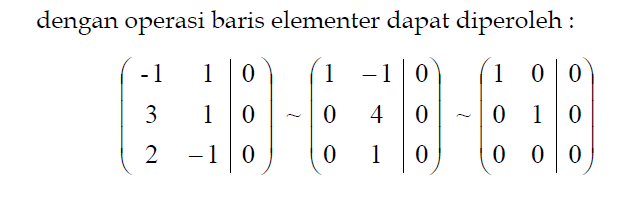 dengan operasi baris elementer dapat diperoleh :
-1 1 0 1 −1 0 1 0 0
3 1 0 ~ 0 4 0 ~ 0 1 0
2 −1 0 0 1 0 0 0 0